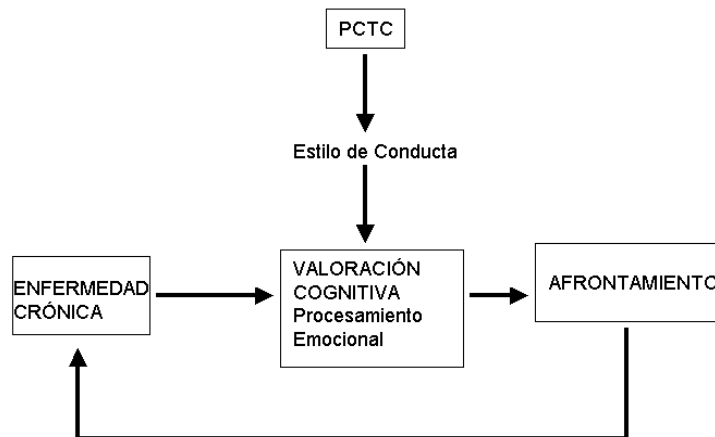 PCTC
Estilo de Conducta
ENFERMEDAD
CRÓNICA
VALORACIÓN
COGNITIVA
Procesamiento
Emocional
AFRONTAMIENTO